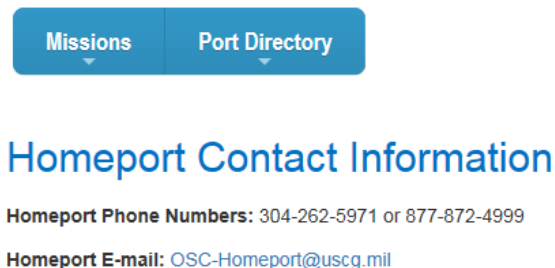 Missions Port Directory
Homeport Contact Information
Homeport Phone Numbers: 304-262-5971 or 877-872-4999
Homeport E-mail: OSC-Homeport@uscg.mil